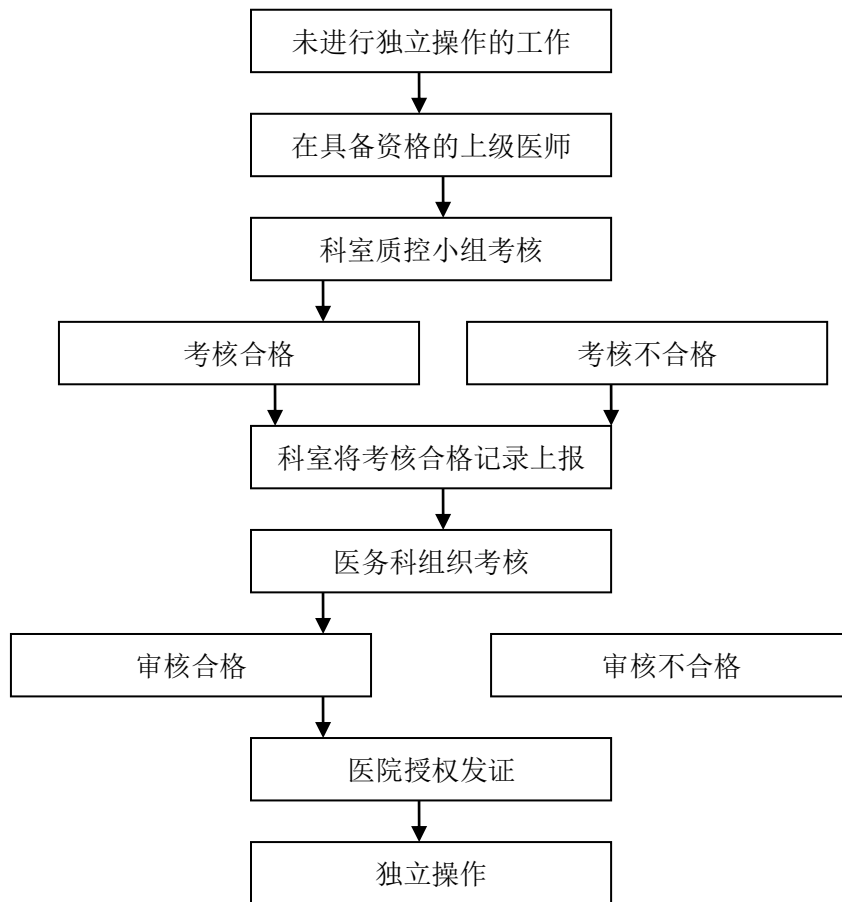 未进行独立操作的工作
在具备资格的上级医师
科室质控小组考核
考核合格
考核不合格
科室将考核合格记录上报
医务科组织考核
审核合格
审核不合格
医院授权发证
独立操作